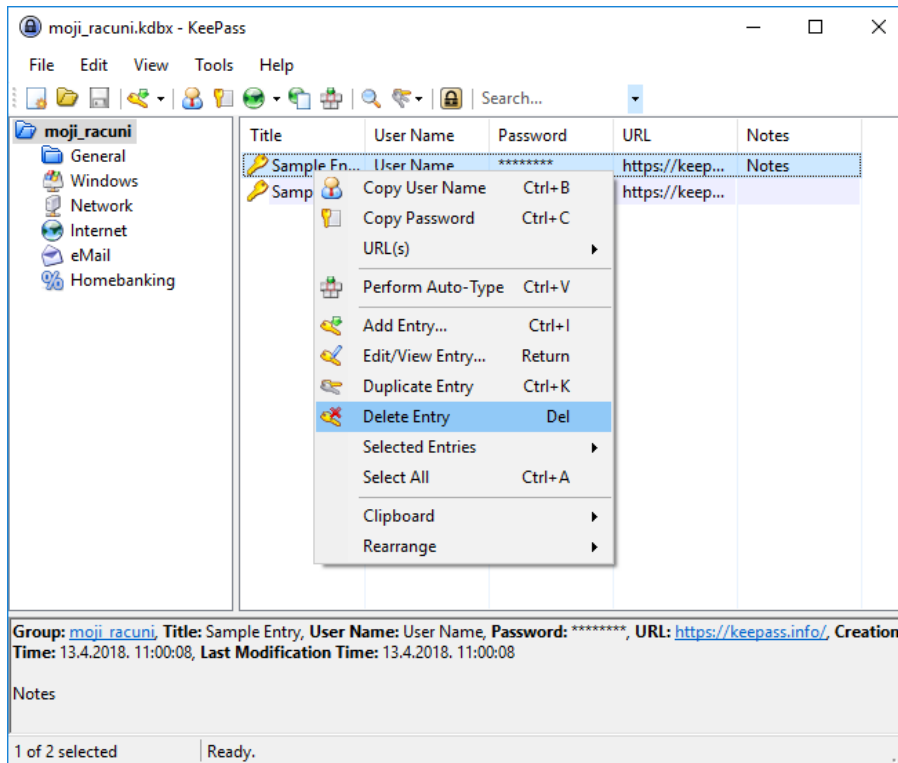 moji_racuni.kdbx - KeePass
File Edit View Tools Help
Search...
moji_racuni
General
Windows
Network
Internet
eMail
Homebanking
Title User Name Password URL Notes
Sample En... User Name ******** https://keep... Notes
Samp https://keep...
Copy User Name Ctrl+B
Copy Password Ctrl+C
URL(s)
Perform Auto-Type Ctrl+V
Add Entry... Ctrl+I
Edit/View Entry... Return
Duplicate Entry Ctrl+K
Delete Entry Del
Selected Entries
Select All Ctrl+A
Clipboard
Rearrange
Group: moji_racuni, Title: Sample Entry, User Name: User Name, Password: ********, URL: https://keepass.info/, Creation
Time: 13.4.2018. 11:00:08, Last Modification Time: 13.4.2018. 11:00:08
Notes
1 of 2 selected Ready.